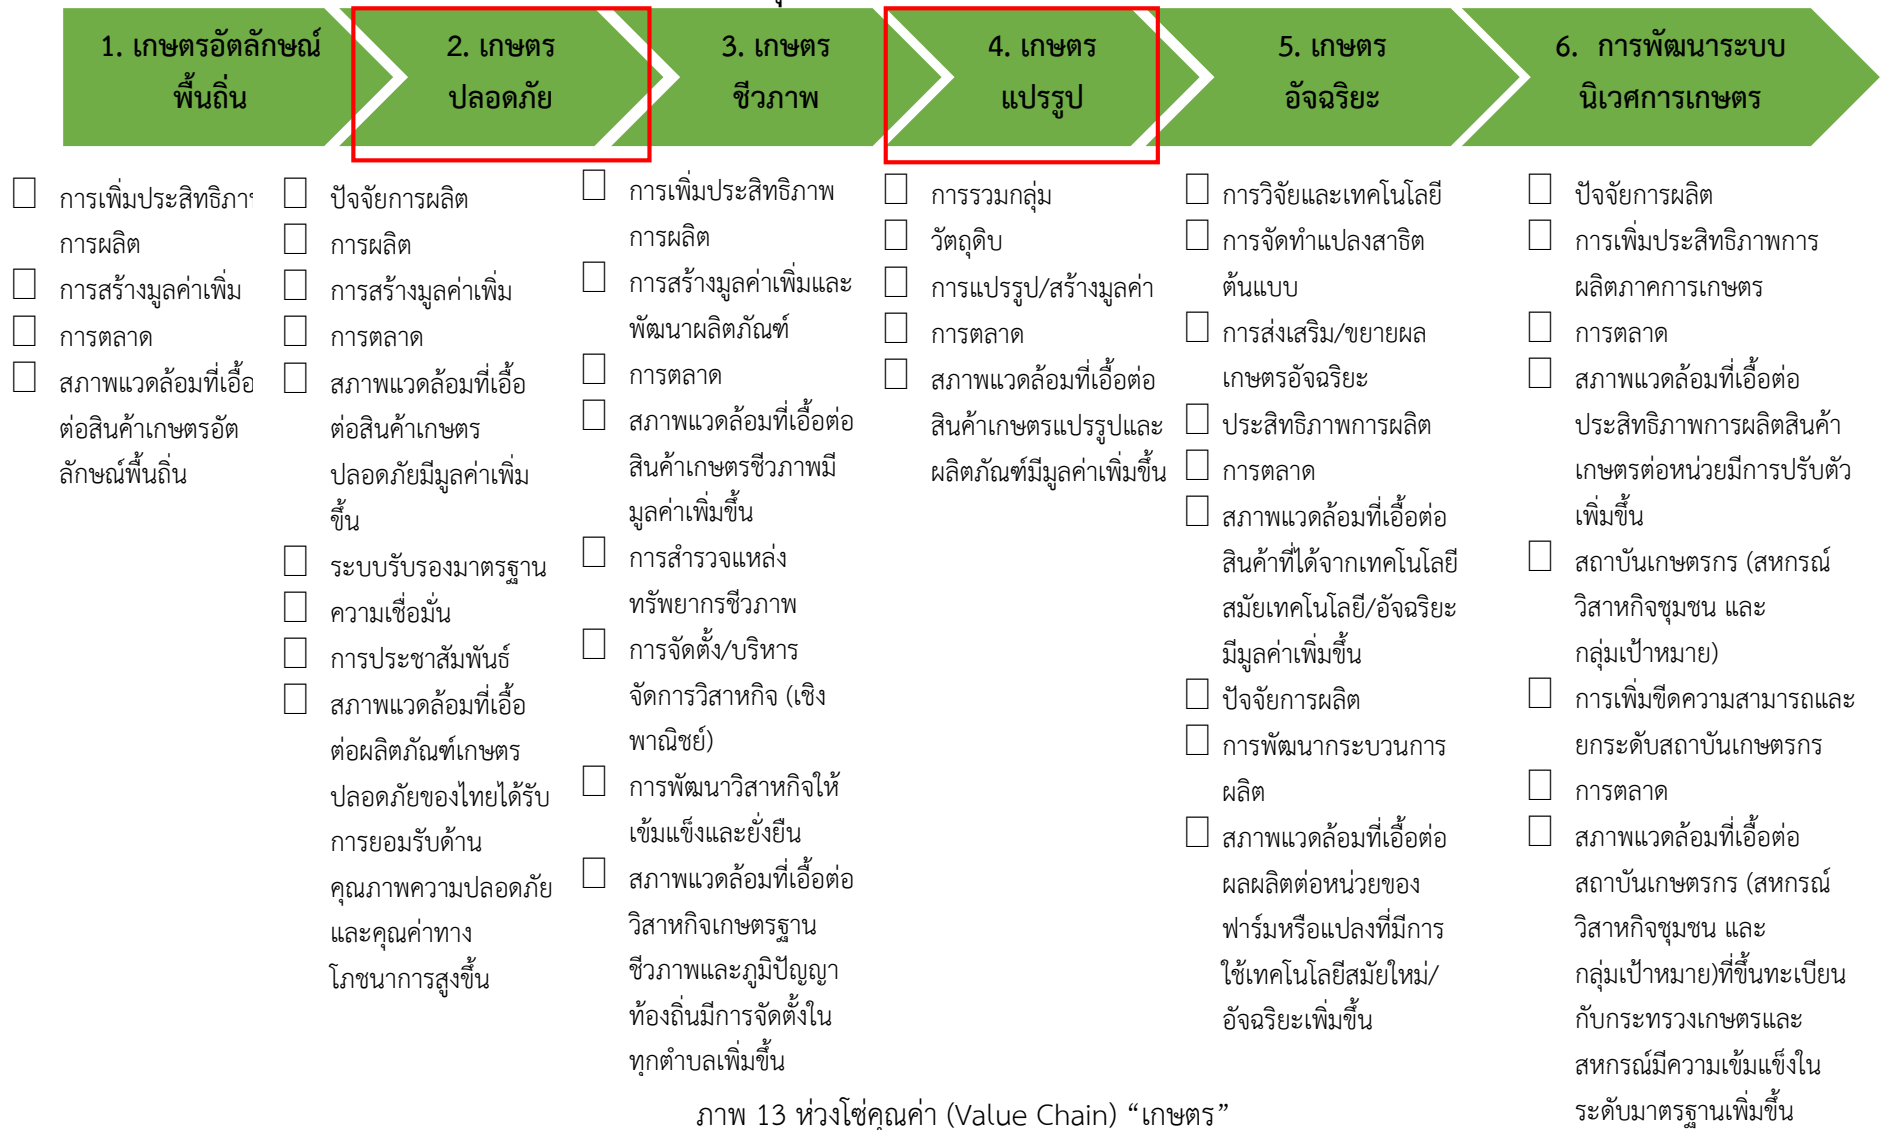 1. เกษตรอัตลักษณ์
พื้นถิ่น
2. เกษตร
ปลอดภัย
3. เกษตร
ชีวภาพ
4. เกษตร
แปรรูป
5. เกษตร
อัจฉริยะ
6. การพัฒนาระบบ
นิเวศการเกษตร
การเพิ่มประสิทธิภา
การผลิต
การสร้างมูลค่าเพิ่ม
การตลาด
สภาพแวดล้อมที่เอื้อ
ต่อสินค้าเกษตรอัต
ลักษณ์พื้นถิ่น
ปัจจัยการผลิต
การผลิต
การสร้างมูลค่าเพิ่ม
การตลาด
สภาพแวดล้อมที่เอื้อ
ต่อสินค้าเกษตร
ปลอดภัยมีมูลค่าเพิ่ม
ขึ้น
ระบบรับรองมาตรฐาน
ความเชื่อมั่น
การประชาสัมพันธ์
สภาพแวดล้อมที่เอื้อ
ต่อผลิตภัณฑ์เกษตร
ปลอดภัยของไทยได้รับ
การยอมรับด้าน
คุณภาพความปลอดภัย
และคุณค่าทาง
โภชนาการสูงขึ้น
การเพิ่มประสิทธิภาพ
การผลิต
การสร้างมูลค่าเพิ่มและ
พัฒนาผลิตภัณฑ์
การตลาด
สภาพแวดล้อมที่เอื้อต่อ
สินค้าเกษตรชีวภาพมี
มูลค่าเพิ่มขึ้น
การสำรวจแหล่ง
ทรัพยากรชีวภาพ
การจัดตั้ง/บริหาร
จัดการวิสาหกิจ (เชิง
พาณิชย์)
การพัฒนาวิสาหกิจให้
เข้มแข็งและยั่งยืน
สภาพแวดล้อมที่เอื้อต่อ
วิสาหกิจเกษตรฐาน
ชีวภาพและภูมิปัญญา
ท้องถิ่นมีการจัดตั้งใน
ทุกตำบลเพิ่มขึ้น
การรวมกลุ่ม
วัตถุดิบ
การแปรรูป/สร้างมูลค่า
การตลาด
สภาพแวดล้อมที่เอื้อต่อ
สินค้าเกษตรแปรรูปและ
ผลิตภัณฑ์มีมูลค่าเพิ่มขึ้น
การวิจัยและเทคโนโลยี
การจัดทำแปลงสาธิต
ต้นแบบ
การส่งเสริม/ขยายผล
เกษตรอัจฉริยะ
ประสิทธิภาพการผลิต
การตลาด
สภาพแวดล้อมที่เอื้อต่อ
สินค้าที่ได้จากเทคโนโลยี
สมัยเทคโนโลยี/อัจฉริยะ
มีมูลค่าเพิ่มขึ้น
ปัจจัยการผลิต
การพัฒนากระบวนการ
ผลิต
สภาพแวดล้อมที่เอื้อต่อ
ผลผลิตต่อหน่วยของ
ฟาร์มหรือแปลงที่มีการ
ใช้เทคโนโลยีสมัยใหม่/
อัจฉริยะเพิ่มขึ้น
ปัจจัยการผลิต
การเพิ่มประสิทธิภาพการ
ผลิตภาคการเกษตร
การตลาด
สภาพแวดล้อมที่เอื้อต่อ
ประสิทธิภาพการผลิตสินค้า
เกษตรต่อหน่วยมีการปรับตัว
เพิ่มขึ้น
สถาบันเกษตรกร (สหกรณ์
วิสาหกิจชุมชน และ
กลุ่มเป้าหมาย)
การเพิ่มขีดความสามารถและ
ยกระดับสถาบันเกษตรกร
การตลาด
สภาพแวดล้อมที่เอื้อต่อ
สถาบันเกษตรกร (สหกรณ์
วิสาหกิจชุมชน และ
กลุ่มเป้าหมาย)ที่ขึ้นทะเบียน
กับกระทรวงเกษตรและ
สหกรณ์มีความเข้มแข็งใน
ระดับมาตรฐานเพิ่มขึ้น
ภาพ 13 ห่วงโซ่คุณค่า (Value Chain) “เกษตร”